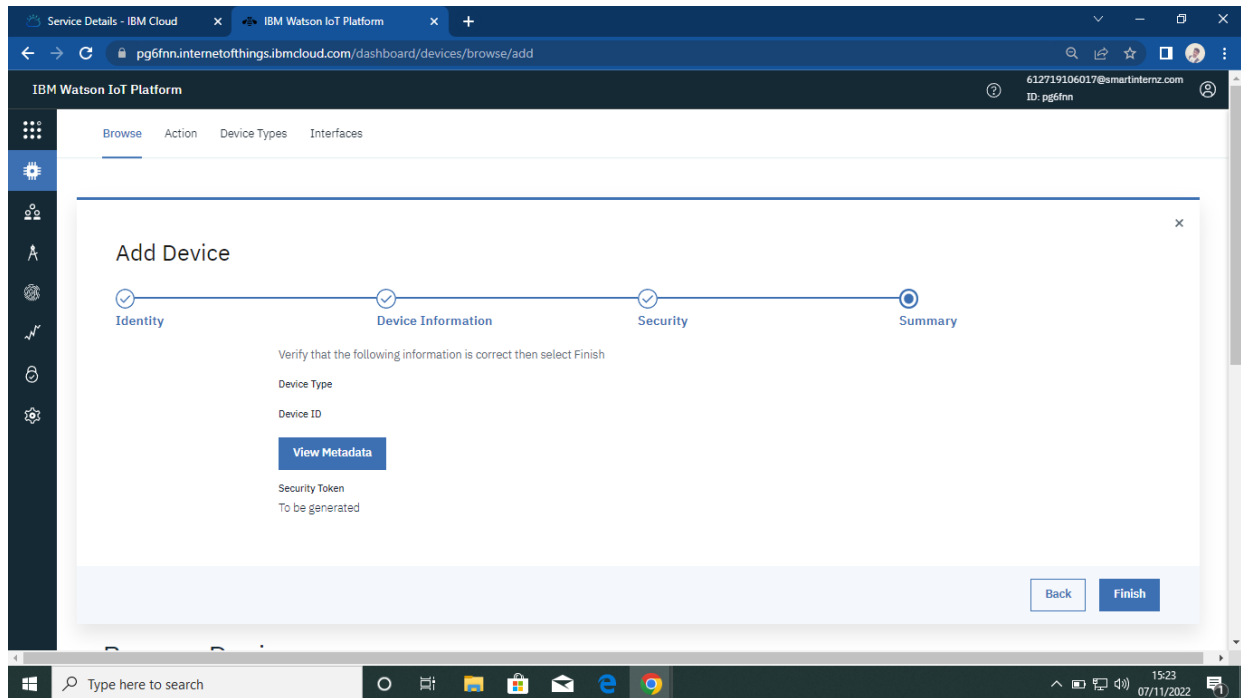 Service Details - IBM Cloud
IBM Watson IoT Platform
pg6fnn.internetofthings.ibmcloud.com/dashboard/devices/browse/add
IBM Watson IoT Platform
612719106017@smartinternz.com
ID: pg6fnn
Browse Action Device Types Interfaces
Add Device
Identity Device Information Security Summary
Verify that the following information is correct then select Finish
Device Type
Device ID
View Metadata
Security Token
To be generated
Back Finish
Type here to search
15:23
07/11/2022
1